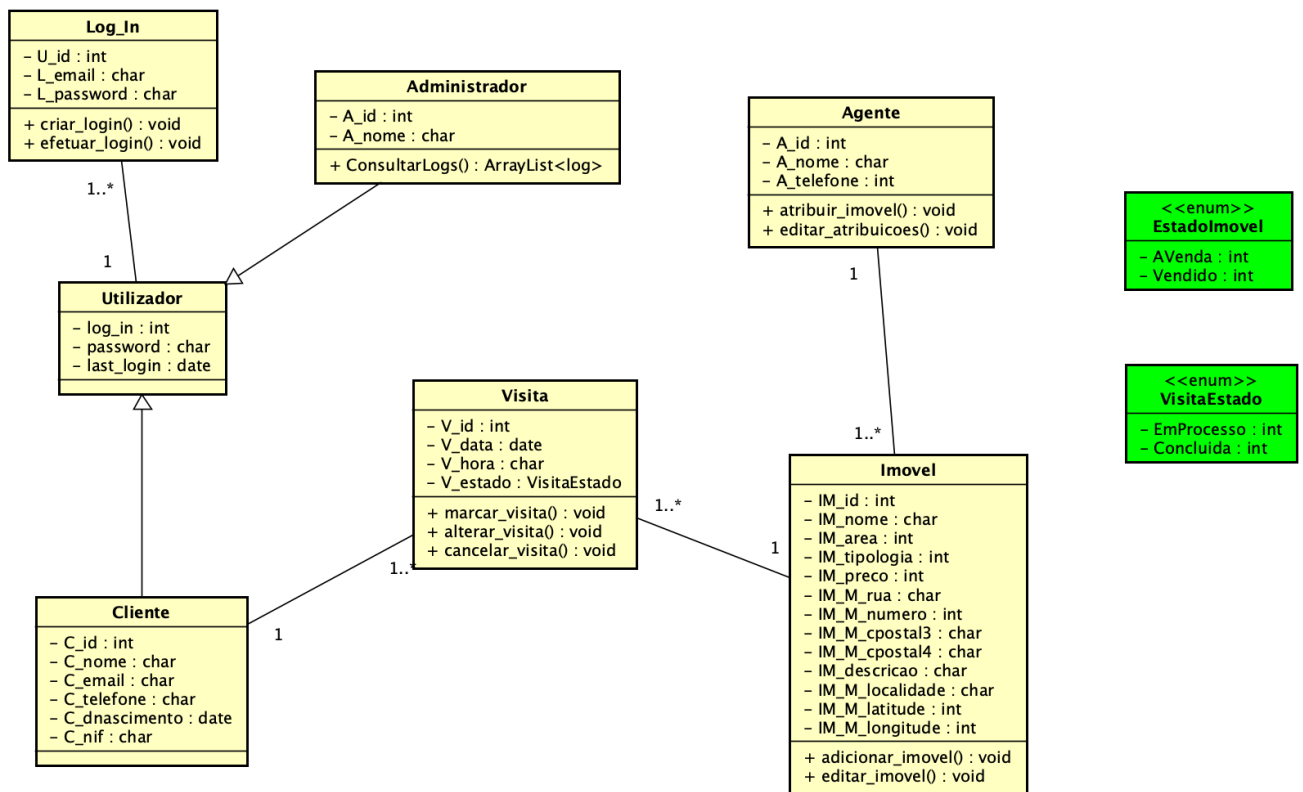 Log_In
– U_id : int
– L_email : char
– L_password : char
+ criar_login() : void
+ efetuar_login() : void
1..*
1
Administrador
– A_id : int
– A_nome : char
+ ConsultarLogs() : ArrayList<log>
Utilizador
– log_in : int
– password : char
– last_login : date
Agente
– A_id : int
– A_nome : char
– A_telefone : int
+ atribuir_imovel() : void
+ editar_atribuicoes() : void
1
1..*
<<enum>>
EstadoImovel
– AVenda : int
– Vendido : int
<<enum>>
VisitaEstado
– EmProcesso : int
– Concluida : int
Visita
– V_id : int
– V_data : date
– V_hora : char
– V_estado : VisitaEstado
+ marcar_visita() : void
+ alterar_visita() : void
+ cancelar_visita() : void
1..*
1
1..*
1
Cliente
– C_id : int
– C_nome : char
– C_email : char
– C_telefone : char
– C_dnascimento : date
– C_nif : char
Imovel
– IM_id : int
– IM_nome : char
– IM_area : int
– IM_tipologia : int
– IM_preco : int
– IM_M_rua : char
– IM_M_numero : int
– IM_M_cpostal3 : char
– IM_M_cpostal4 : char
– IM_descricao : char
– IM_M_localidade : char
– IM_M_latitude : int
– IM_M_longitude : int
+ adicionar_imovel() : void
+ editar_imovel() : void